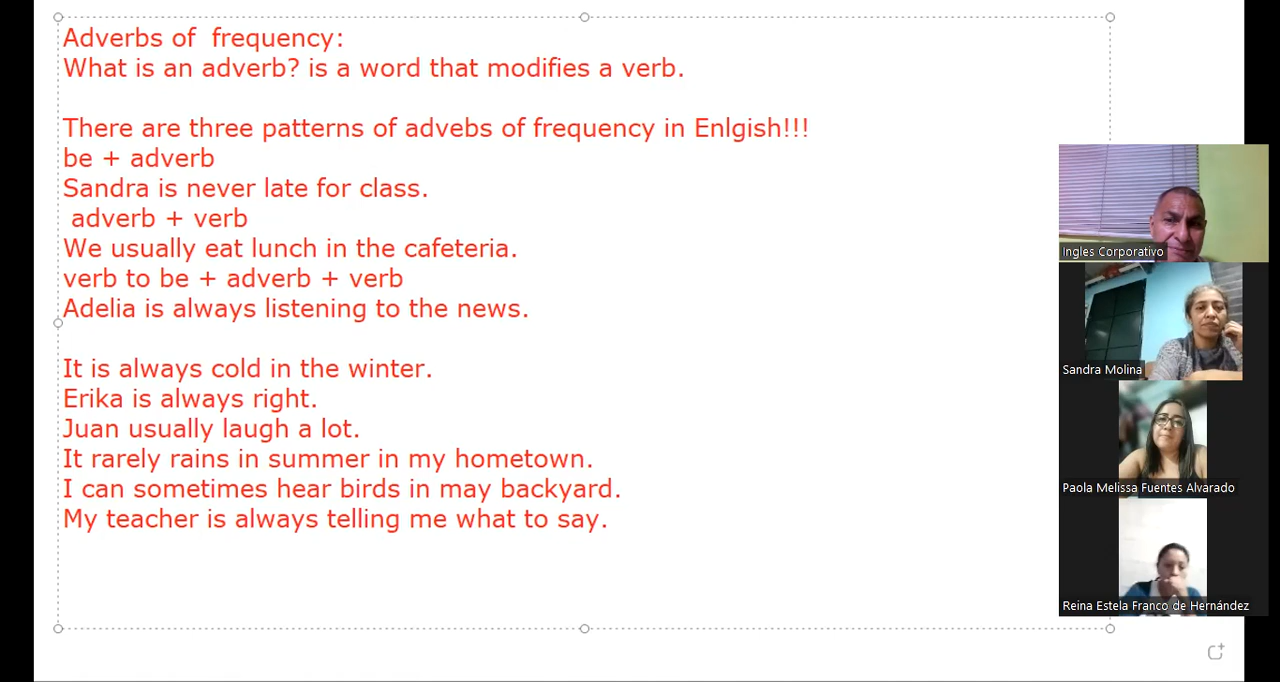 Adverbs of  frequency:
What is an adverb? is a word that modifies a verb.
There are three patterns of advebs of frequency in Enlgish!!!
be + adverb
Sandra is never late for class.
adverb + verb
We usually eat lunch in the cafeteria.
verb to be + adverb + verb
Adelia is always listening to the news.
It is always cold in the winter.
Erika is always right.
Juan usually laugh a lot.
It rarely rains in summer in my hometown.
I can sometimes hear birds in may backyard.
My teacher is always telling me what to say.
Ingles Corporativo
Sandra Molina
Paola Melissa Fuentes Alvarado
Reina Estela Franco de Hernández